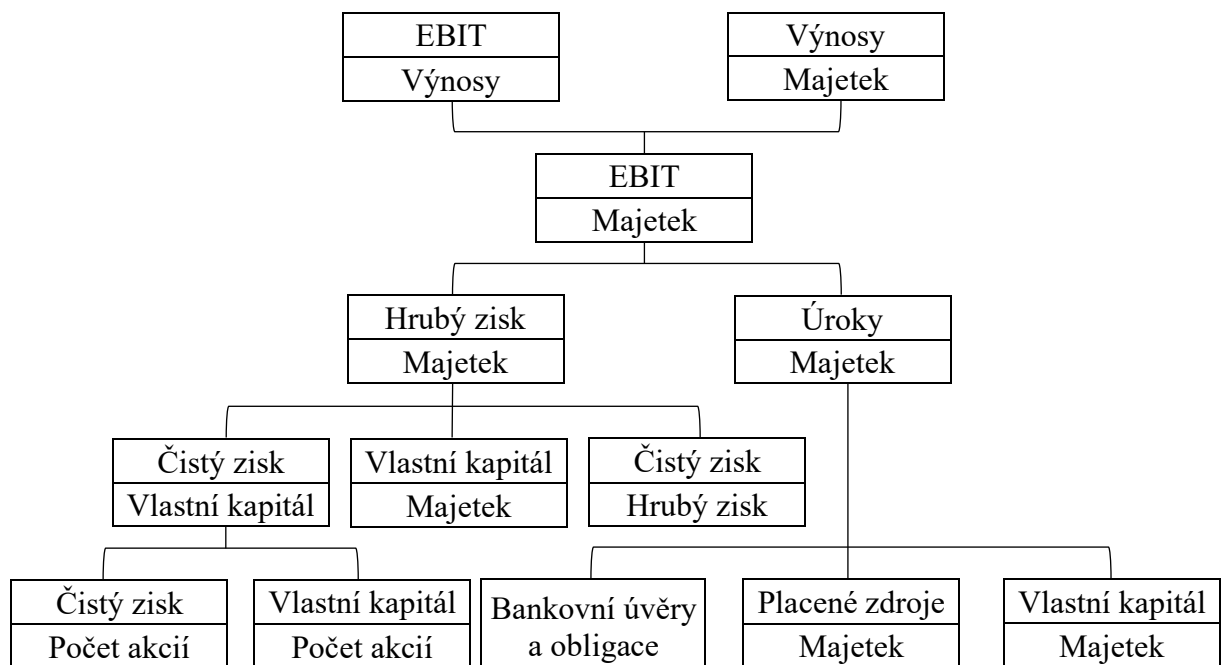 EBIT
Výnosy
Výnosy
Majetek
EBIT
Majetek
Hrubý zisk
Majetek
Úroky
Majetek
Čistý zisk
Vlastní kapitál
Vlastní kapitál
Majetek
Čistý zisk
Hrubý zisk
Čistý zisk
Počet akcií
Vlastní kapitál
Počet akcií
Bankovní úvěry
a obligace
Placené zdroje
Majetek
Vlastní kapitál
Majetek